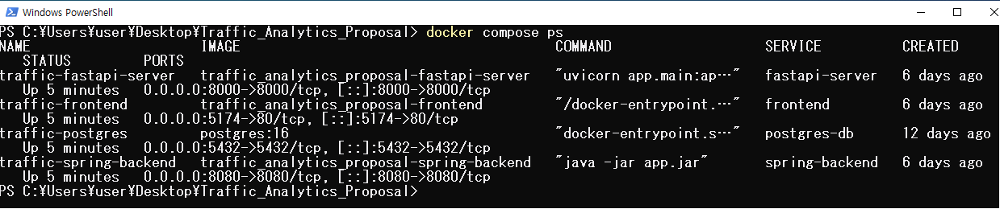 Windows PowerShell
PS C:\Users\user\Desktop\Traffic_Analytics_Proposal> docker compose ps
NAME                     IMAGE                                       COMMAND                SERVICE          CREATED
   STATUS         PORTS
traffic-fastapi-server   traffic_analytics_proposal-fastapi-server   "uvicorn app.main:ap…"   fastapi-server   6 days ago
   Up 5 minutes   0.0.0.0:8000->8000/tcp, [::]:8000->8000/tcp
traffic-frontend         traffic_analytics_proposal-frontend         "/docker-entrypoint.…"   frontend         6 days ago
   Up 5 minutes   0.0.0.0:5174->80/tcp, [::]:5174->80/tcp
traffic-postgres         postgres:16                                 "docker-entrypoint.s…"   postgres-db      12 days ago
   Up 5 minutes   0.0.0.0:5432->5432/tcp, [::]:5432->5432/tcp
traffic-spring-backend   traffic_analytics_proposal-spring-backend   "java -jar app.jar"      spring-backend   6 days ago
   Up 5 minutes   0.0.0.0:8080->8080/tcp, [::]:8080->8080/tcp
PS C:\Users\user\Desktop\Traffic_Analytics_Proposal>